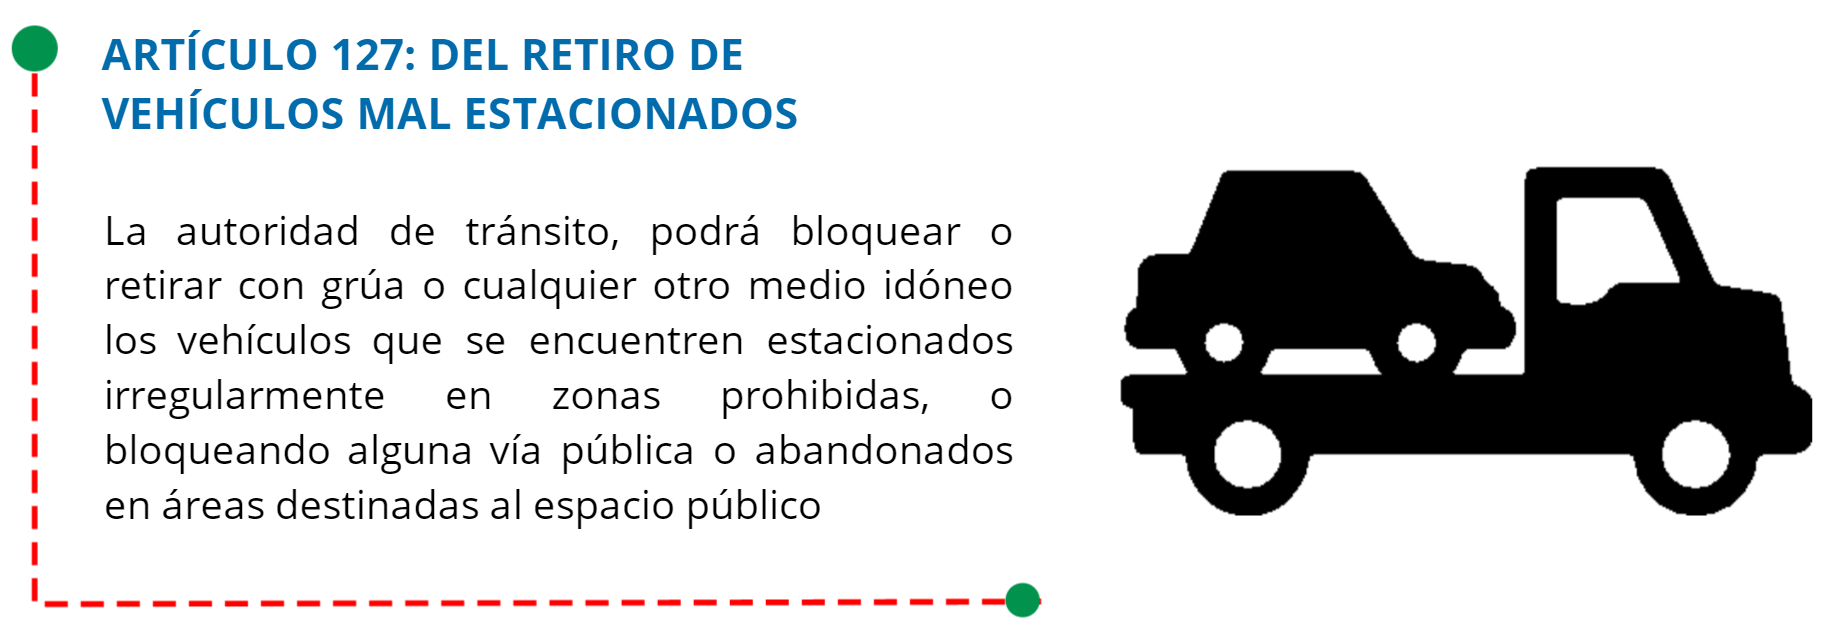 ARTÍCULO 127: DEL RETIRO DE
VEHÍCULOS MAL ESTACIONADOS
La autoridad de tránsito, podrá bloquear o
retirar con grúa o cualquier otro medio idóneo
los vehículos que se encuentren estacionados
irregularmente en zonas prohibidas, o
bloqueando alguna vía pública o abandonados
en áreas destinadas al espacio público